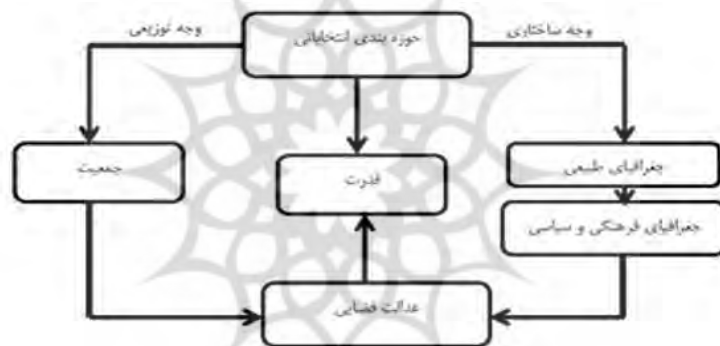 وجه ساختاری
حوزه بندی انتخاباتی
وجه توزیعی
جغرافیای طبیعی
قدرت
جمعیت
جغرافیای فرهنگی و سیاسی
عدالت فضایی